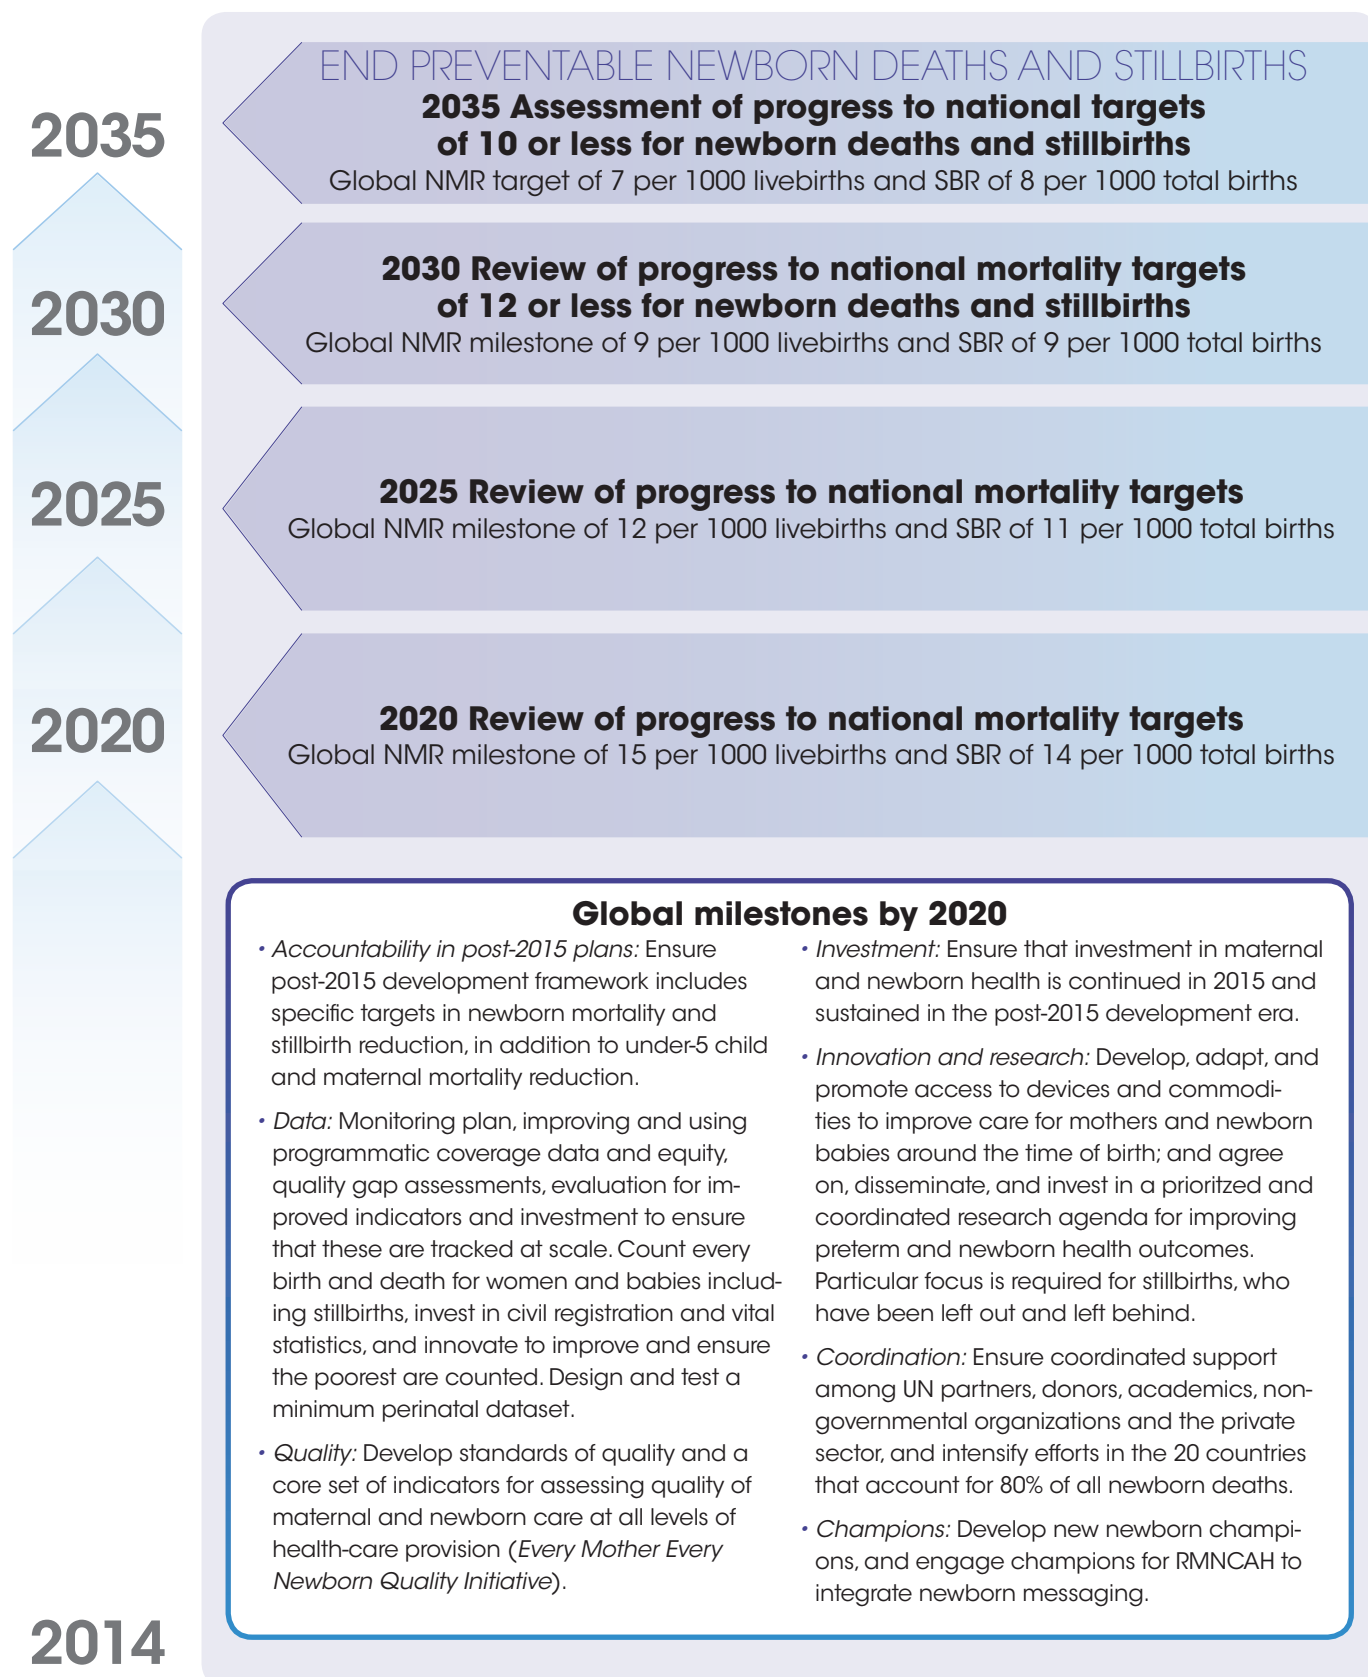 END PREVENTABLE NEWBORN DEATHS AND STILLBIRTHS
2035 Assessment of progress to national targets
of 10 or less for newborn deaths and stillbirths
Global NMR target of 7 per 1000 livebirths and SBR of 8 per 1000 total births
2035
2030 Review of progress to national mortality targets
of 12 or less for newborn deaths and stillbirths
Global NMR milestone of 9 per 1000 livebirths and SBR of 9 per 1000 total births
2030
2025 Review of progress to national mortality targets
Global NMR milestone of 12 per 1000 livebirths and SBR of 11 per 1000 total births
2025
2020 Review of progress to national mortality targets
Global NMR milestone of 15 per 1000 livebirths and SBR of 14 per 1000 total births
2020
Global milestones by 2020
• Accountability in post-2015 plans: Ensure
post-2015 development framework includes
specific targets in newborn mortality and
stillbirth reduction, in addition to under-5 child
and maternal mortality reduction.
• Data: Monitoring plan, improving and using
programmatic coverage data and equity,
quality gap assessments, evaluation for im-
proved indicators and investment to ensure
that these are tracked at scale. Count every
birth and death for women and babies includ-
ing stillbirths, invest in civil registration and vital
statistics, and innovate to improve and ensure
the poorest are counted. Design and test a
minimum perinatal dataset.
• Quality: Develop standards of quality and a
core set of indicators for assessing quality of
maternal and newborn care at all levels of
health-care provision (Every Mother Every
Newborn Quality Initiative).
• Investment: Ensure that investment in maternal
and newborn health is continued in 2015 and
sustained in the post-2015 development era.
• Innovation and research: Develop, adapt, and
promote access to devices and commodi-
ties to improve care for mothers and newborn
babies around the time of birth; and agree
on, disseminate, and invest in a prioritzed and
coordinated research agenda for improving
preterm and newborn health outcomes.
Particular focus is required for stillbirths, who
have been left out and left behind.
• Coordination: Ensure coordinated support
among UN partners, donors, academics, non-
governmental organizations and the private
sector, and intensify efforts in the 20 countries
that account for 80% of all newborn deaths.
• Champions: Develop new newborn champi-
ons, and engage champions for RMNCAH to
integrate newborn messaging.
2014